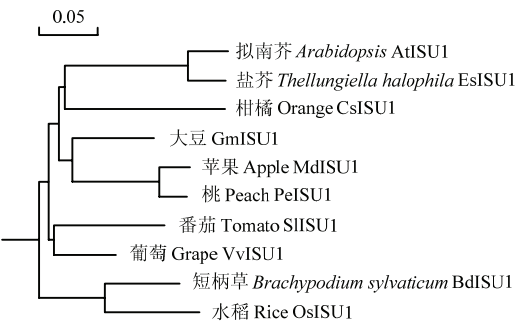 0.05
拟南芥 Arabidopsis AtISU1
盐芥 Thellungiella halophila EsISU1
柑橘 Orange CsISU1
大豆 GmISU1
苹果 Apple MdISU1
桃 Peach PeISU1
番茄 Tomato SlISU1
葡萄 Grape VvISU1
短柄草 Brachypodium sylvaticum BdISU1
水稻 Rice OsISU1